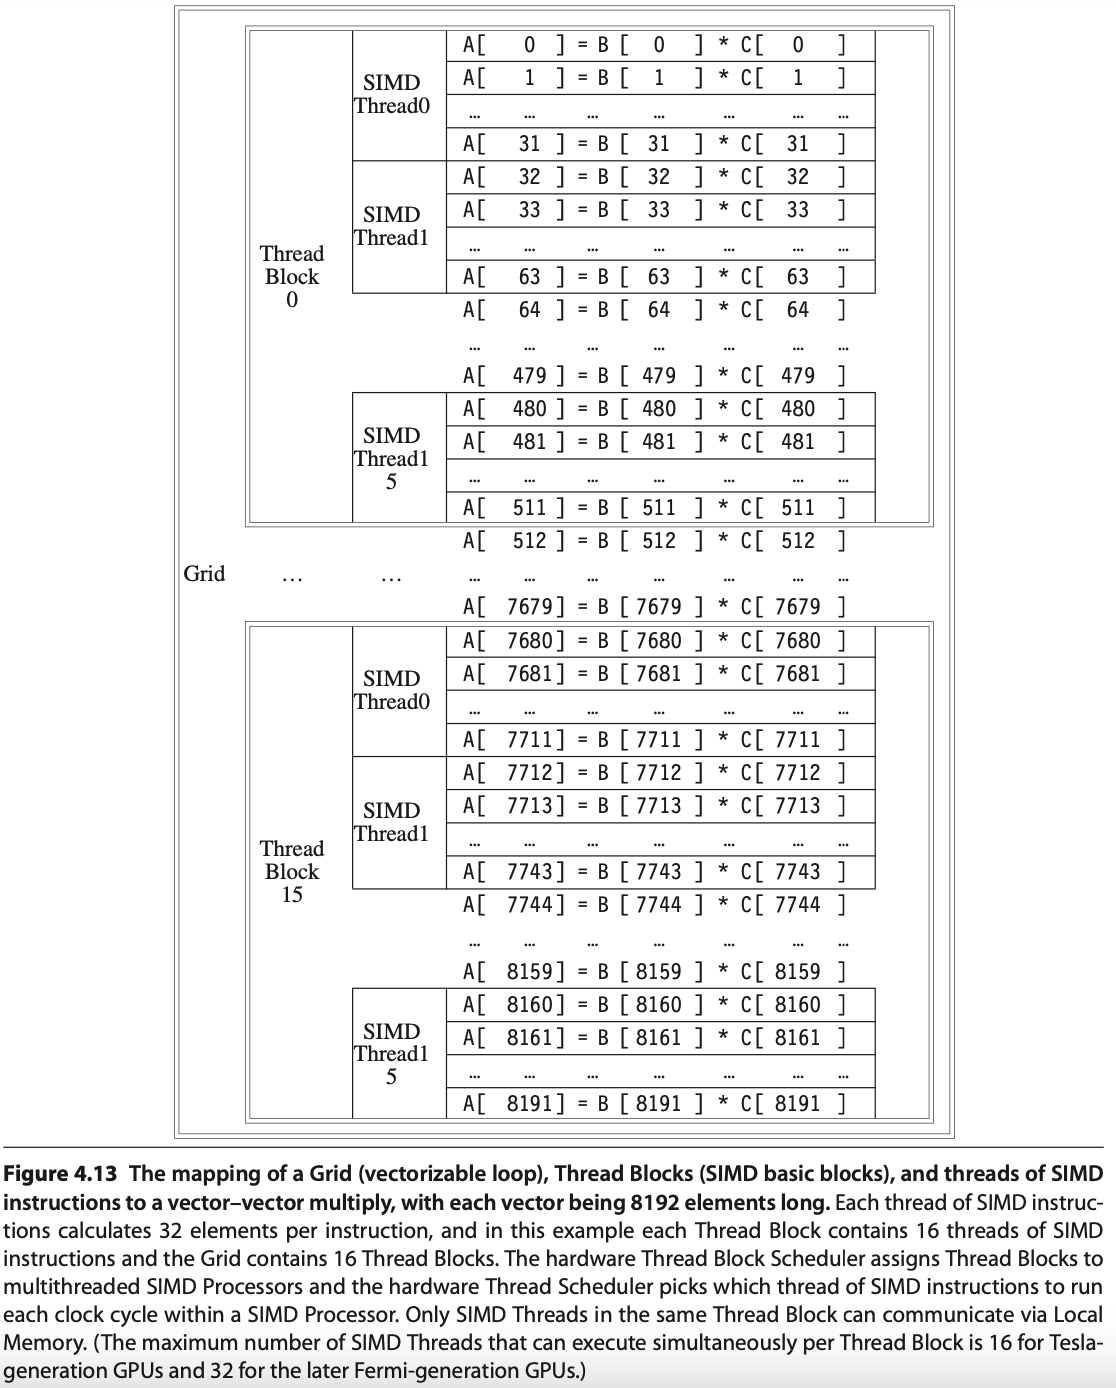 A[ 0 ] = B [ 0 ] * C[ 0 ]
SIMD
A[ 1 ] = B [ 1 ] * C[ 1 ]
Thread0
… … … … … …
A[ 31 ] = B [ 31 ] * C[ 31 ]
A[ 32 ] = B [ 32 ] * C[ 32 ]
SIMD
A[ 33 ] = B [ 33 ] * C[ 33 ]
Thread1
Thread
Block
0
… … … … … …
A[ 63 ] = B [ 63 ] * C[ 63 ]
A[ 64 ] = B [ 64 ] * C[ 64 ]
… … … … … …
A[ 479 ] = B [ 479 ] * C[ 479 ]
A[ 480 ] = B [ 480 ] * C[ 480 ]
SIMD
Thread1
5
A[ 481 ] = B [ 481 ] * C[ 481 ]
… … … … … …
A[ 511 ] = B [ 511 ] * C[ 511 ]
A[ 512 ] = B [ 512 ] * C[ 512 ]
Grid … … … … … … … …
A[ 7679] = B [ 7679 ] * C[ 7679 ]
A[ 7680] = B [ 7680 ] * C[ 7680 ]
SIMD
Thread0
A[ 7681] = B [ 7681 ] * C[ 7681 ]
… … … … … …
A[ 7711] = B [ 7711 ] * C[ 7711 ]
A[ 7712] = B [ 7712 ] * C[ 7712 ]
SIMD
Thread1
A[ 7713] = B [ 7713 ] * C[ 7713 ]
Thread
Block
15
… … … … … …
A[ 7743] = B [ 7743 ] * C[ 7743 ]
A[ 7744] = B [ 7744 ] * C[ 7744 ]
… … … … … …
A[ 8159] = B [ 8159 ] * C[ 8159 ]
A[ 8160] = B [ 8160 ] * C[ 8160 ]
SIMD
Thread1
5
A[ 8161] = B [ 8161 ] * C[ 8161 ]
… … … … … …
A[ 8191] = B [ 8191 ] * C[ 8191 ]
Figure 4.13 The mapping of a Grid (vectorizable loop), Thread Blocks (SIMD basic blocks), and threads of SIMD
instructions to a vector–vector multiply, with each vector being 8192 elements long. Each thread of SIMD instruc-
tions calculates 32 elements per instruction, and in this example each Thread Block contains 16 threads of SIMD
instructions and the Grid contains 16 Thread Blocks. The hardware Thread Block Scheduler assigns Thread Blocks to
multithreaded SIMD Processors and the hardware Thread Scheduler picks which thread of SIMD instructions to run
each clock cycle within a SIMD Processor. Only SIMD Threads in the same Thread Block can communicate via Local
Memory. (The maximum number of SIMD Threads that can execute simultaneously per Thread Block is 16 for Tesla-
generation GPUs and 32 for the later Fermi-generation GPUs.)